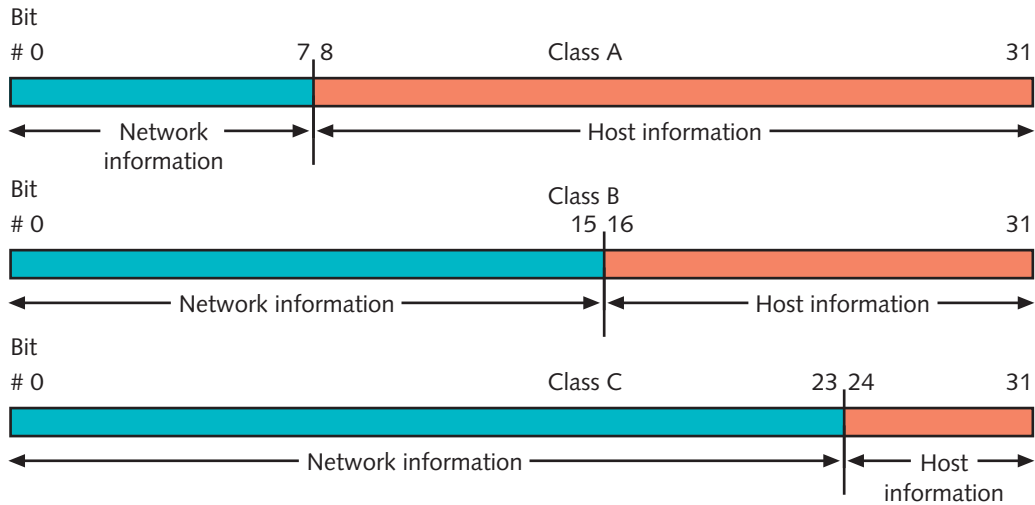 Bit
# 0 7 8 Class A 31
Network information
Host information
Bit
Class B
# 0 15 16 31
Network information Host information
Bit
# 0 Class C 23 24 31
Network information
Host information